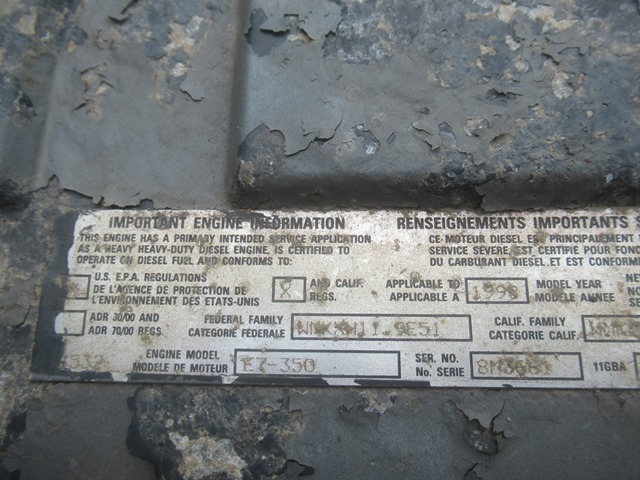 IMPORTANT ENGINE INFORMATION
THIS ENGINE HAS A PRIMARY INTENDED SERVICE APPLICATION
AS A HEAVY HEAVY-DUTY DIESEL ENGINE, IS CERTIFIED TO
OPERATE ON DIESEL FUEL AND CONFORMS TO:
RENSEIGNEMENTS IMPORTANTS
CE MOTEUR DIESEL EST PRINCIPALEMENT
SERVICE SEVERE, EST CERTIFIE POUR
DU CARBURANT DIESEL ET EST
U.S. E.P.A. REGULATIONS
DE L'AGENCE DE PROTECTION DE
L'ENVIRONNEMENT DES ETATS-UNIS
X AND CALIF.
REGS.
APPLICABLE TO
APPLICABLE A
1998
MODEL YEAR
MODELE ANNEE
ADR 30/00 AND
ADR 70/00 REGS.
FEDERAL FAMILY
CATEGORIE FEDERALE
CALIF. FAMILY
CATEGORIE CALIF.
ENGINE MODEL
MODELE DE MOTEUR
E7-350
SER. NO.
No. SERIE
11GBA